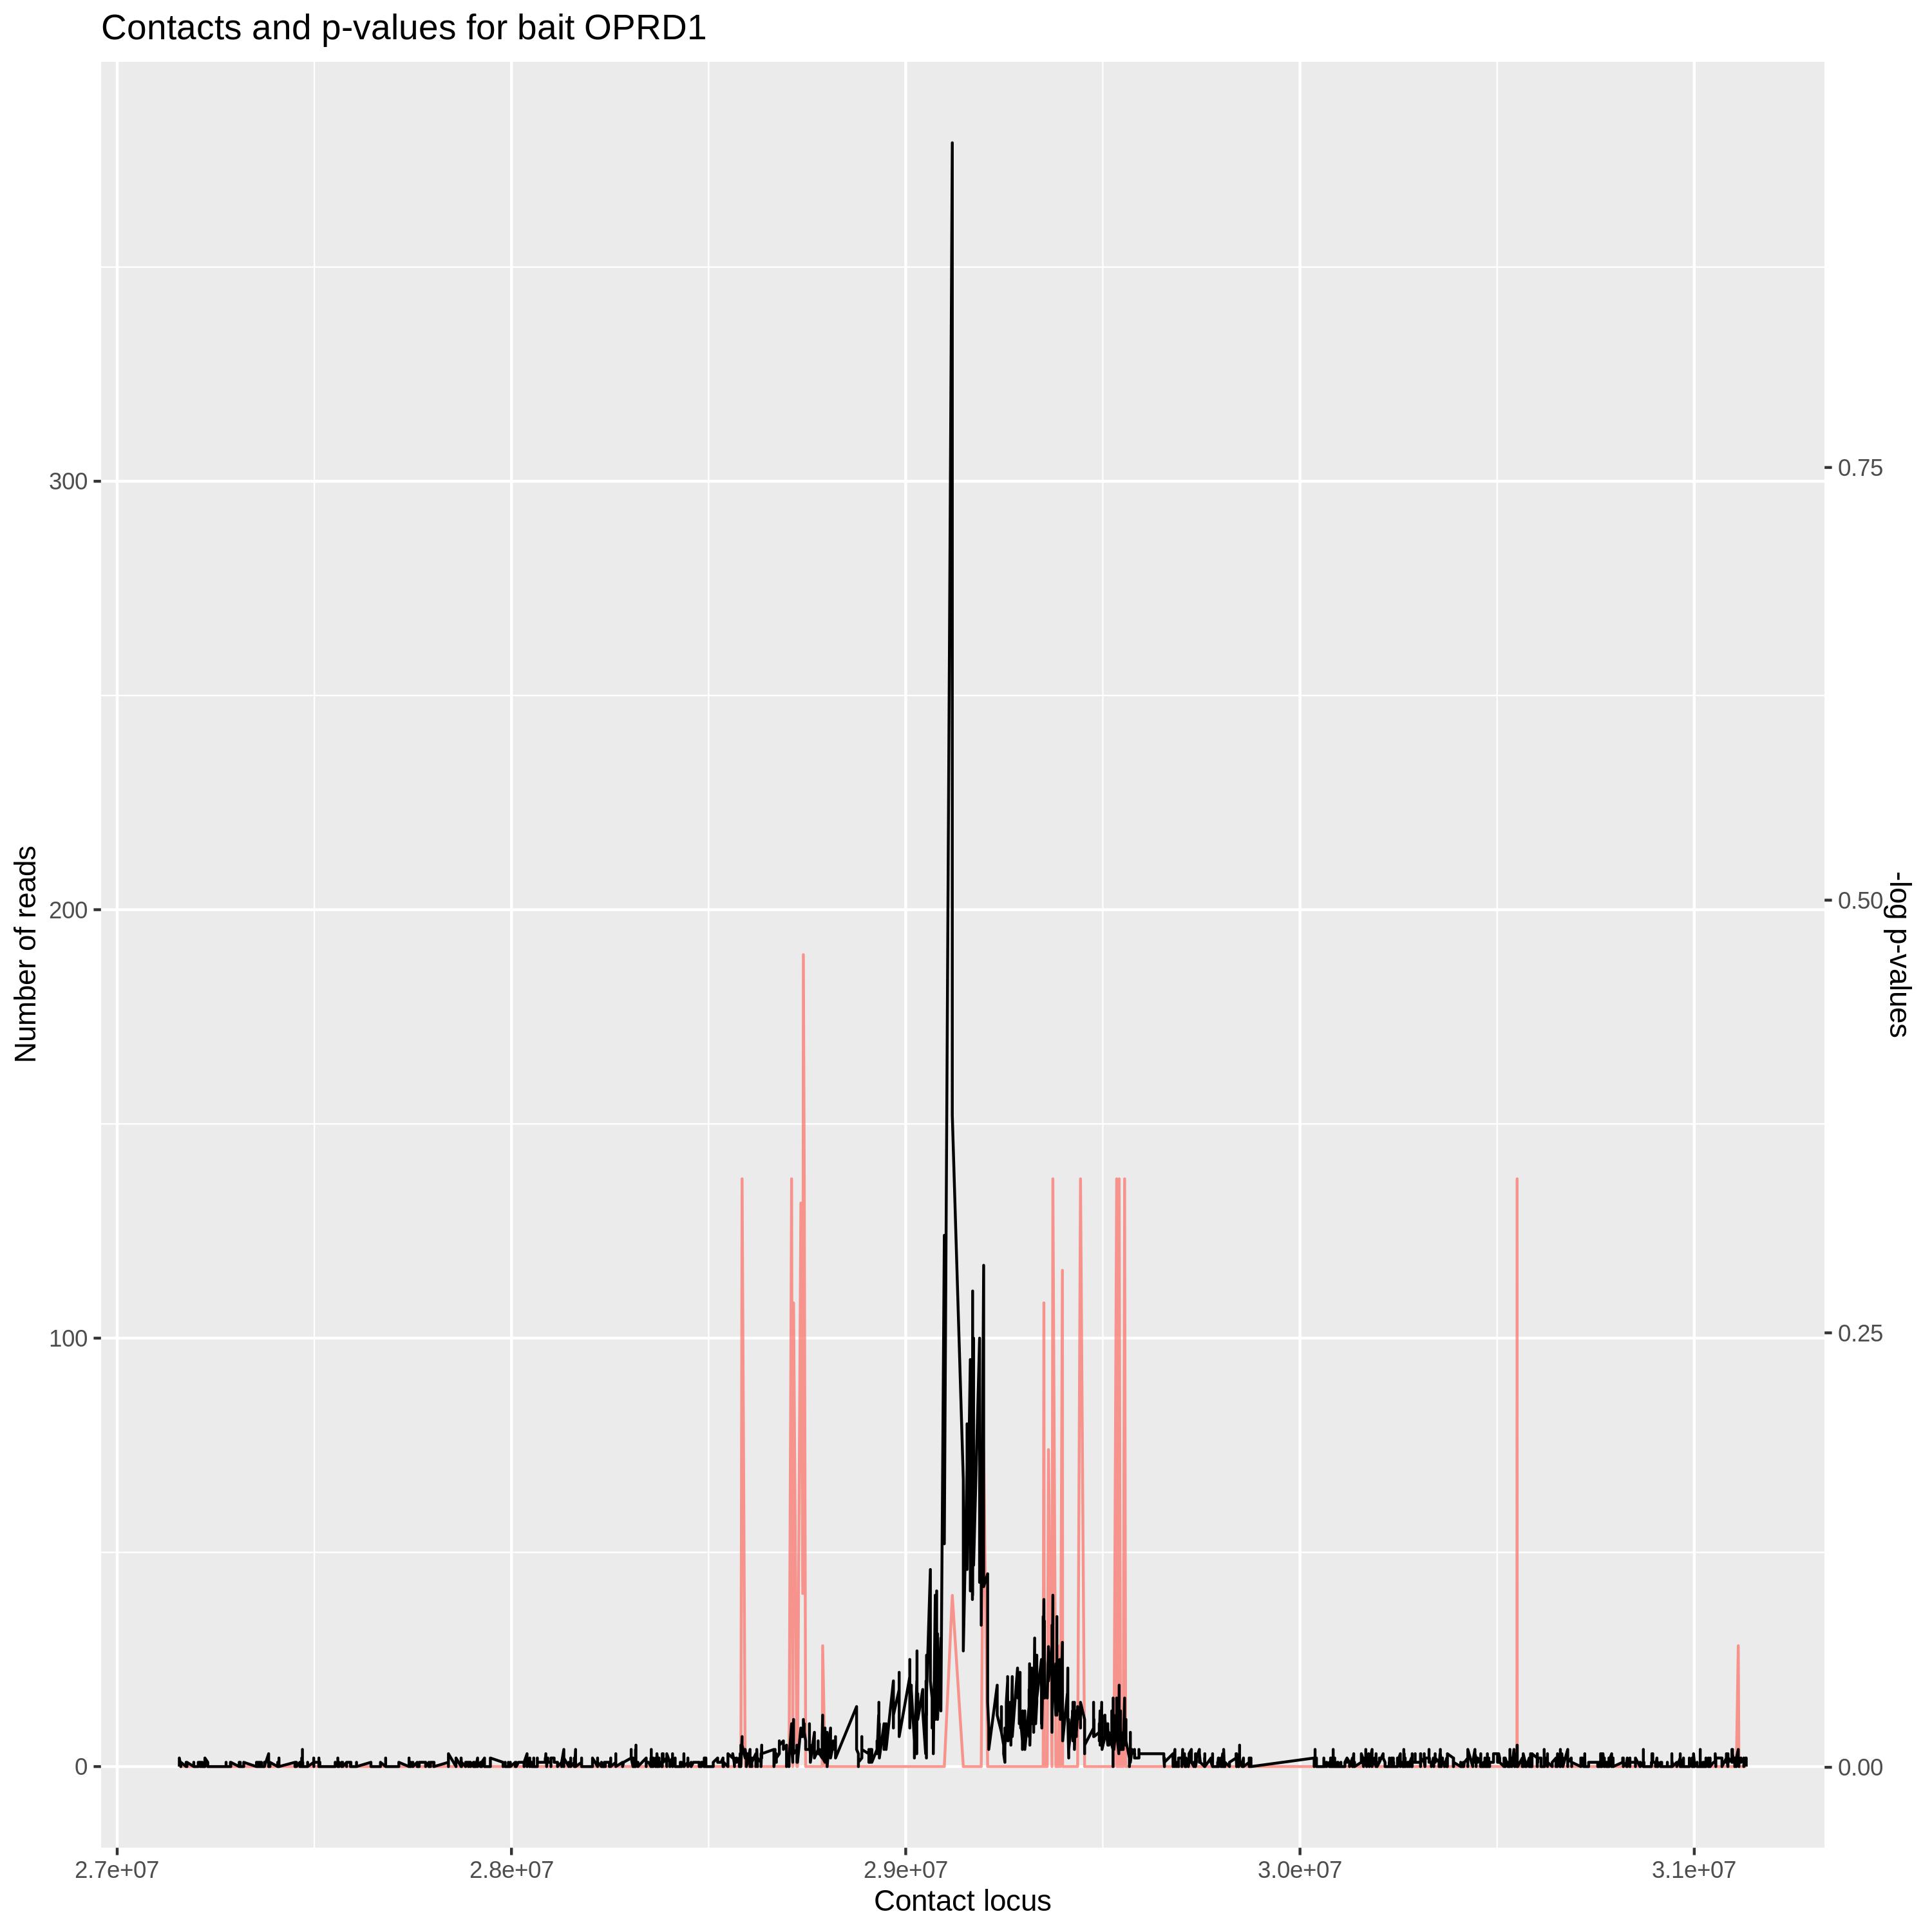 Contacts and p-values for bait OPRD1
Number of reads
300
200
100
0
0.75
0.50
0.25
0.00
-log p-values
2.7e+07
2.8e+07
2.9e+07
3.0e+07
3.1e+07
Contact locus